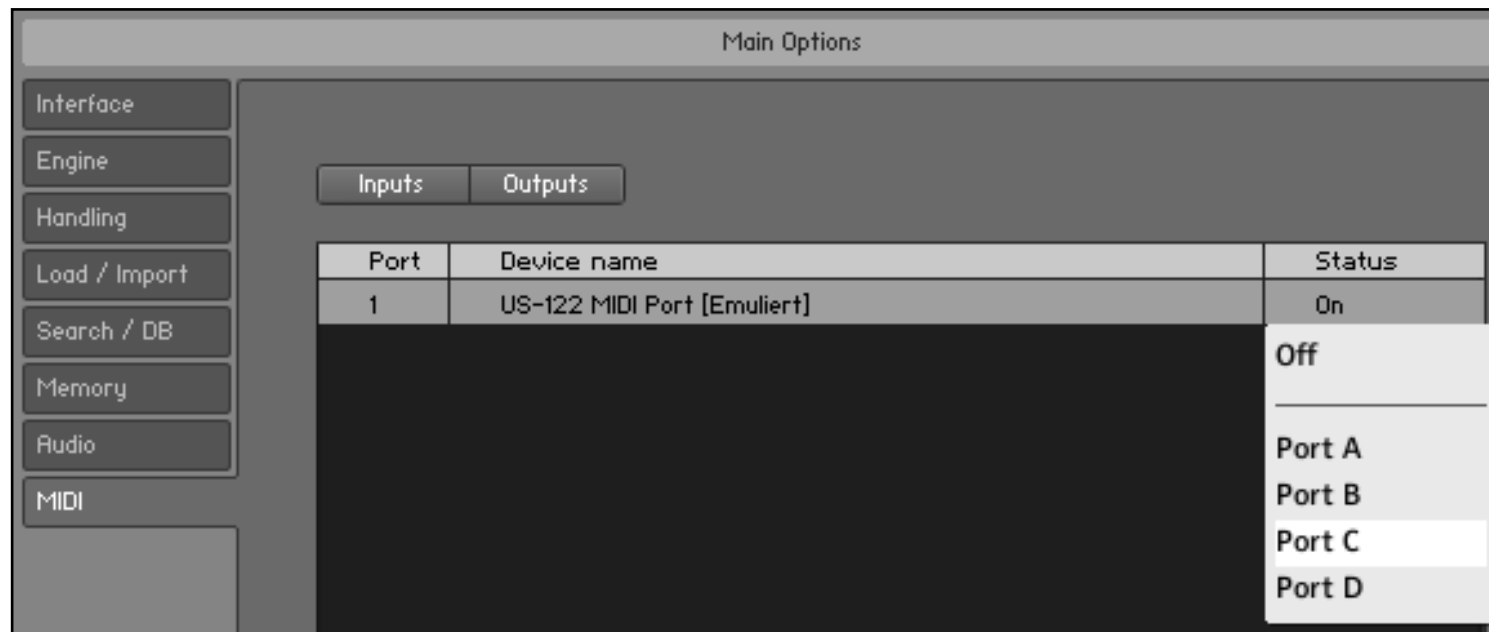 Main Options
Interface
Engine
Handling
Load / Import
Search / DB
Memory
Audio
MIDI
Inputs Outputs
Port Device name Status
1 US-122 MIDI Port [Emuliert] On
Off
Port A
Port B
Port C
Port D